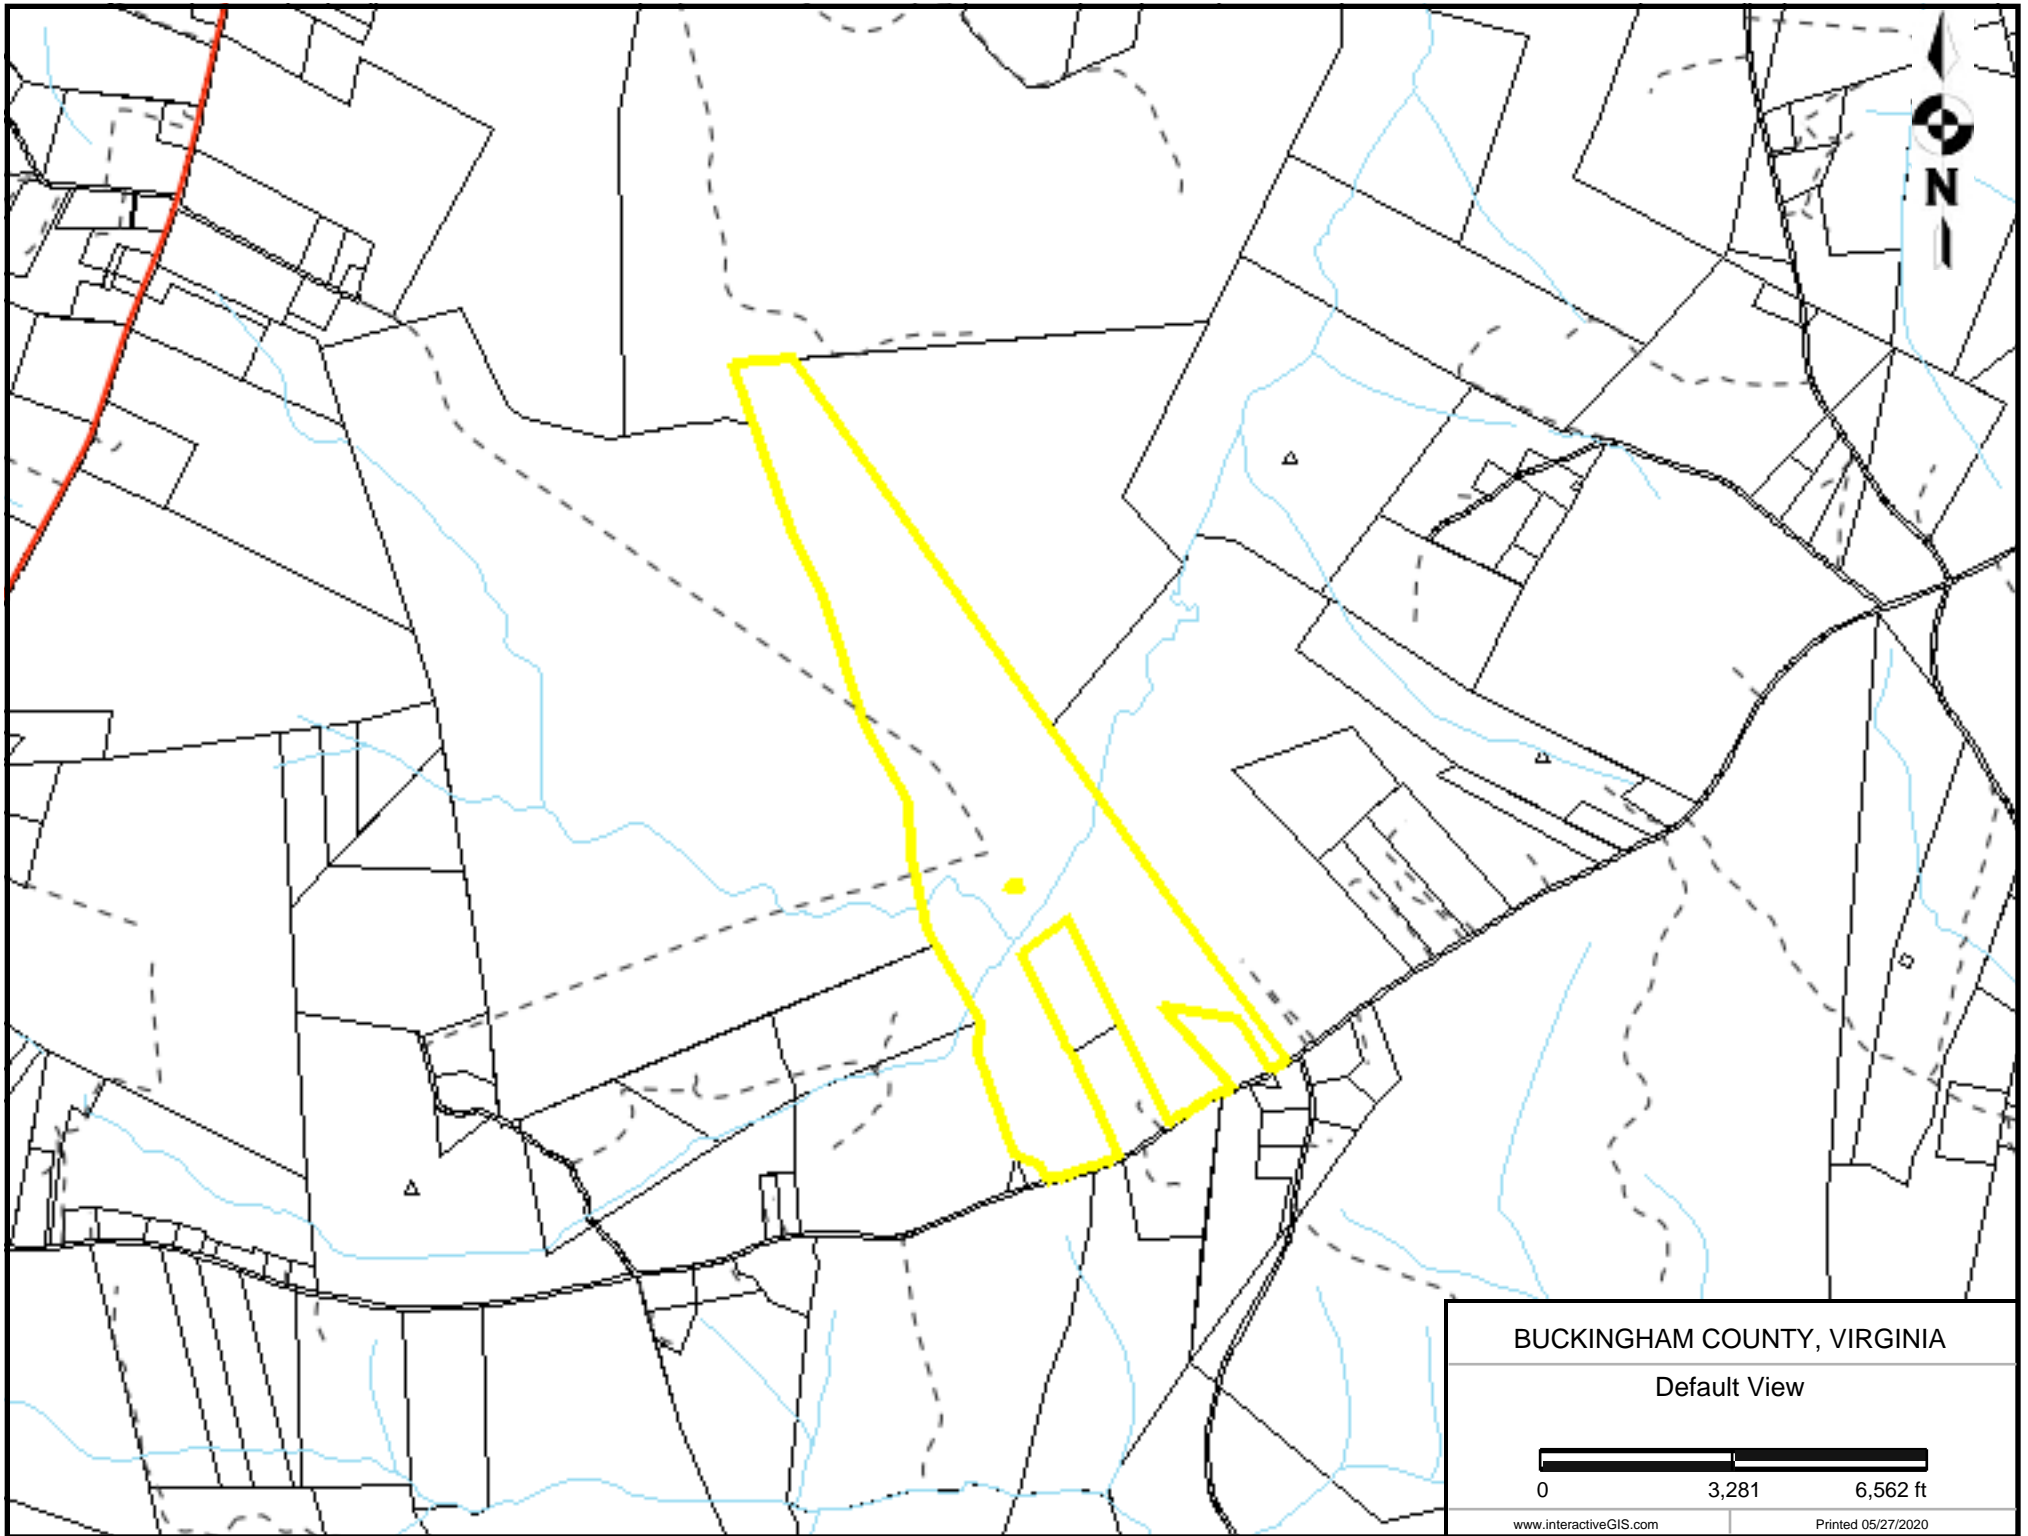 N
BUCKINGHAM COUNTY, VIRGINIA
Default View
0 3,281 6,562 ft
www.interactiveGIS.com Printed 05/27/2020